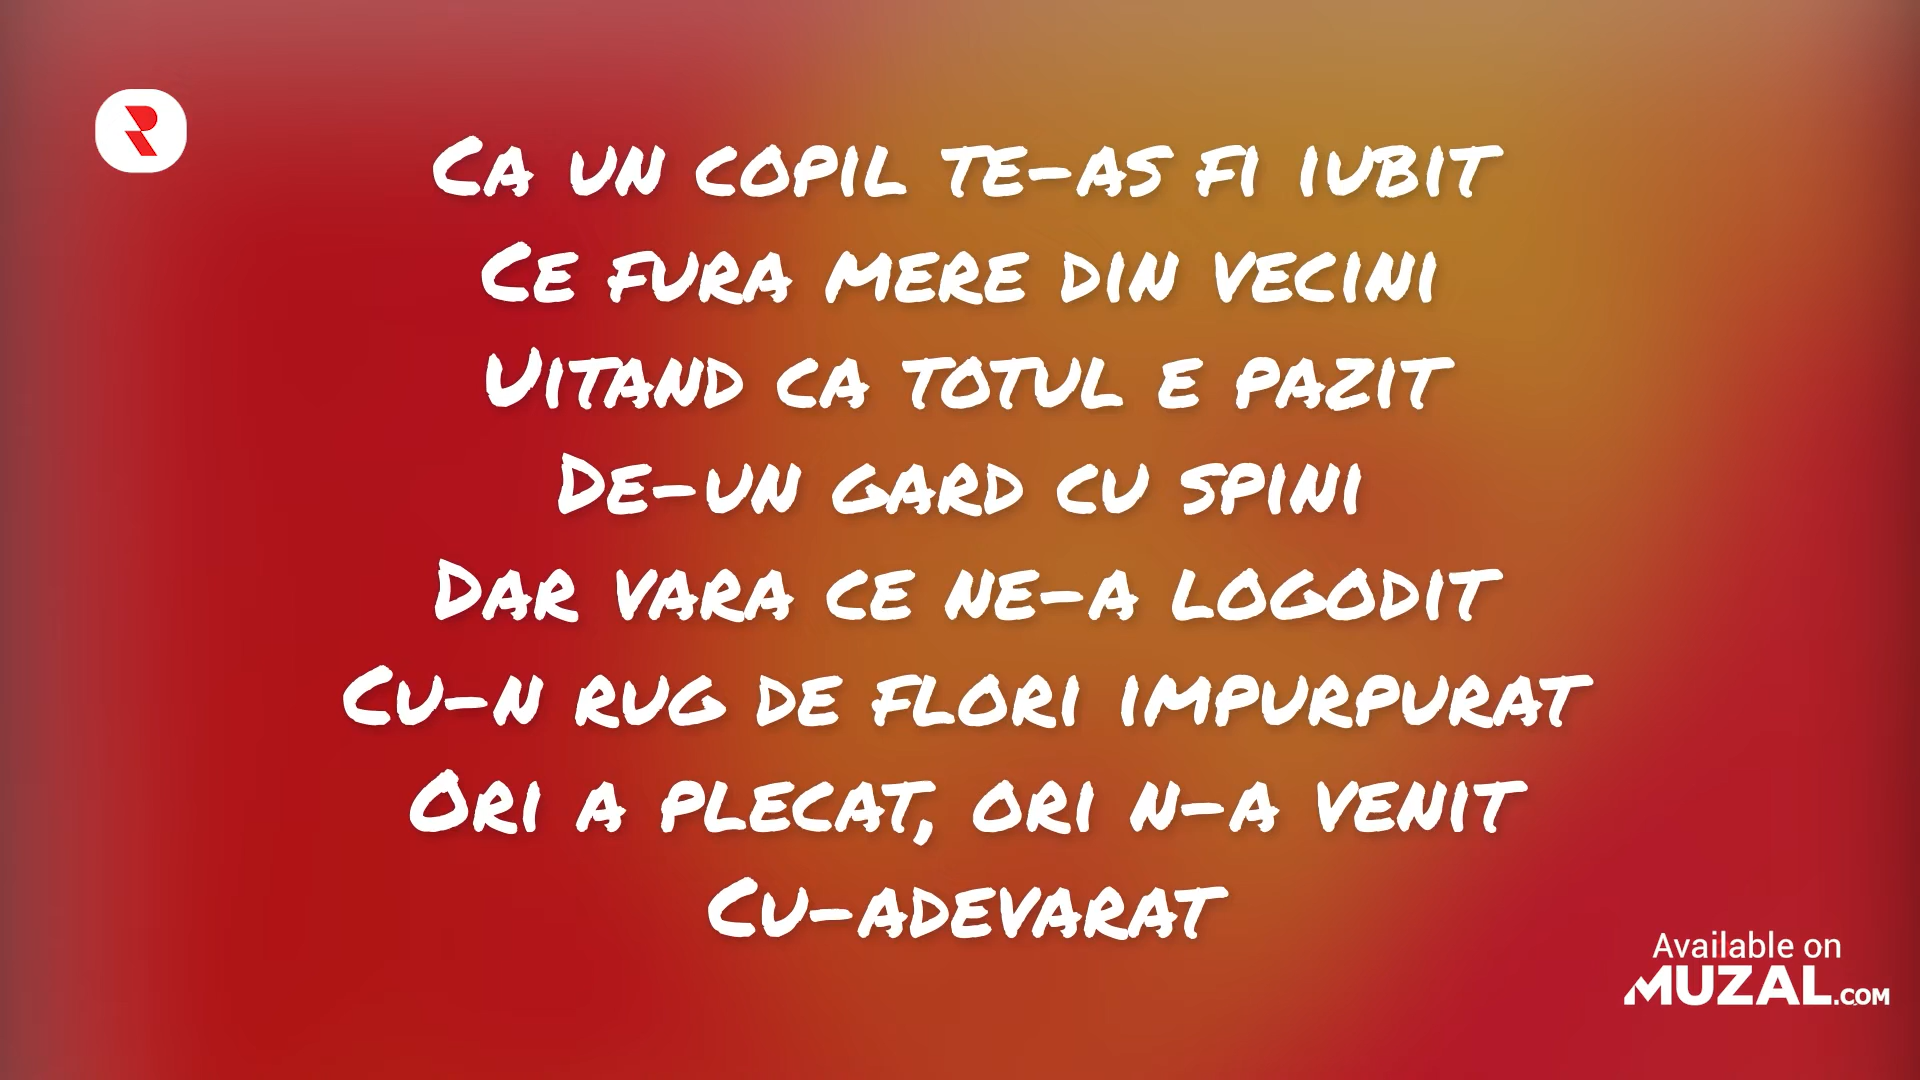 Ca un copil te-as fi iubit
Ce fura mere din vecini
Uitand ca totul e pazit
De-un gard cu spini
Dar vara ce ne-a logodit
Cu-n rug de flori impurpurat
Ori a plecat, ori n-a venit
Cu-adevarat
Available on
MUZAL.COM